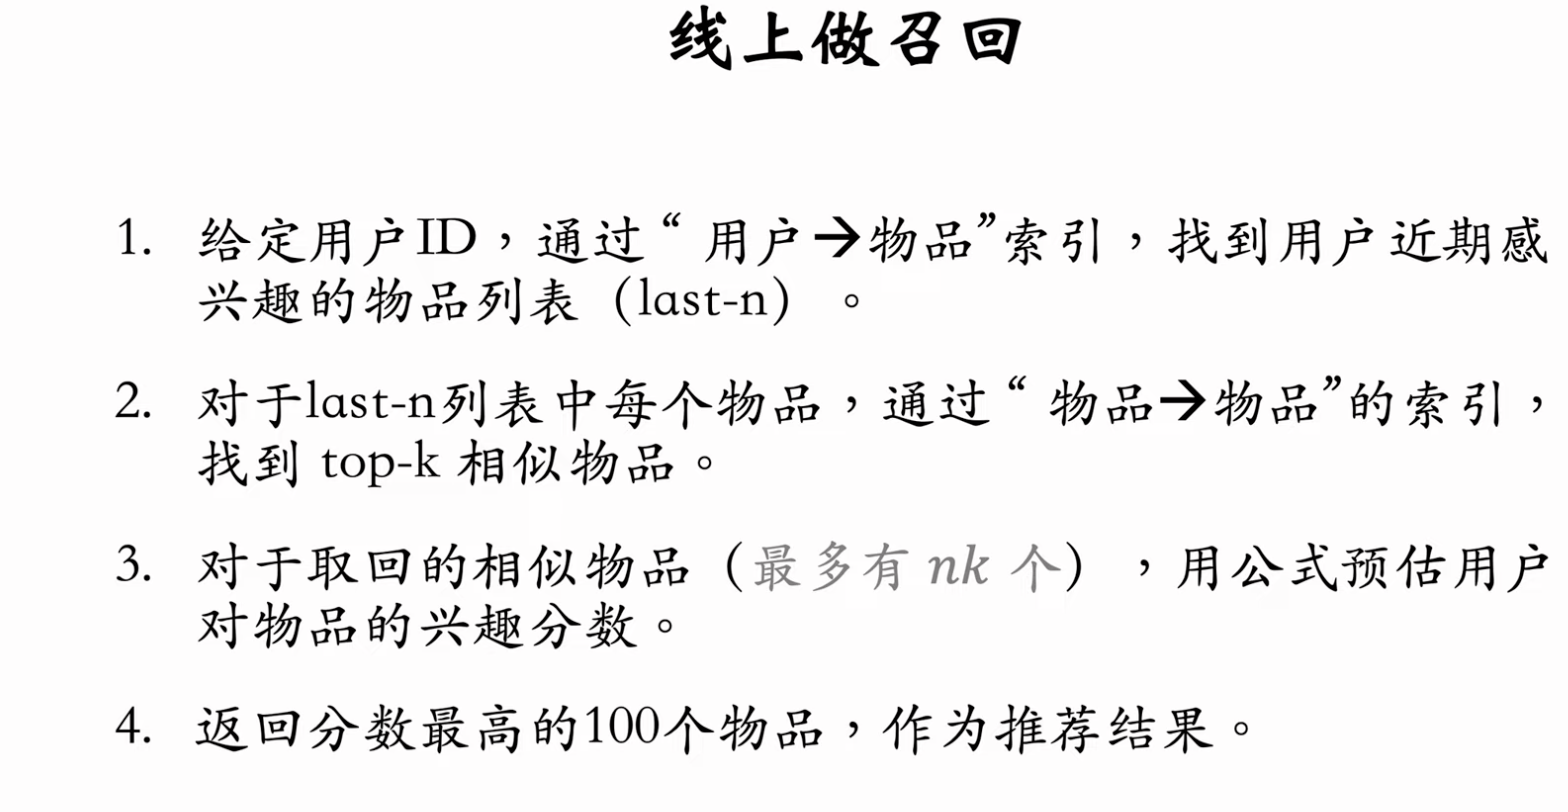 线上做召回
1. 给定用户ID，通过“用户→物品”索引，找到用户近期感
兴趣的物品列表（last-n）。
2. 对于last-n列表中每个物品，通过“物品→物品”的索引，
找到 top-k 相似物品。
3. 对于取回的相似物品（最多有 nk 个），用公式预估用户
对物品的兴趣分数。
4. 返回分数最高的100个物品，作为推荐结果。